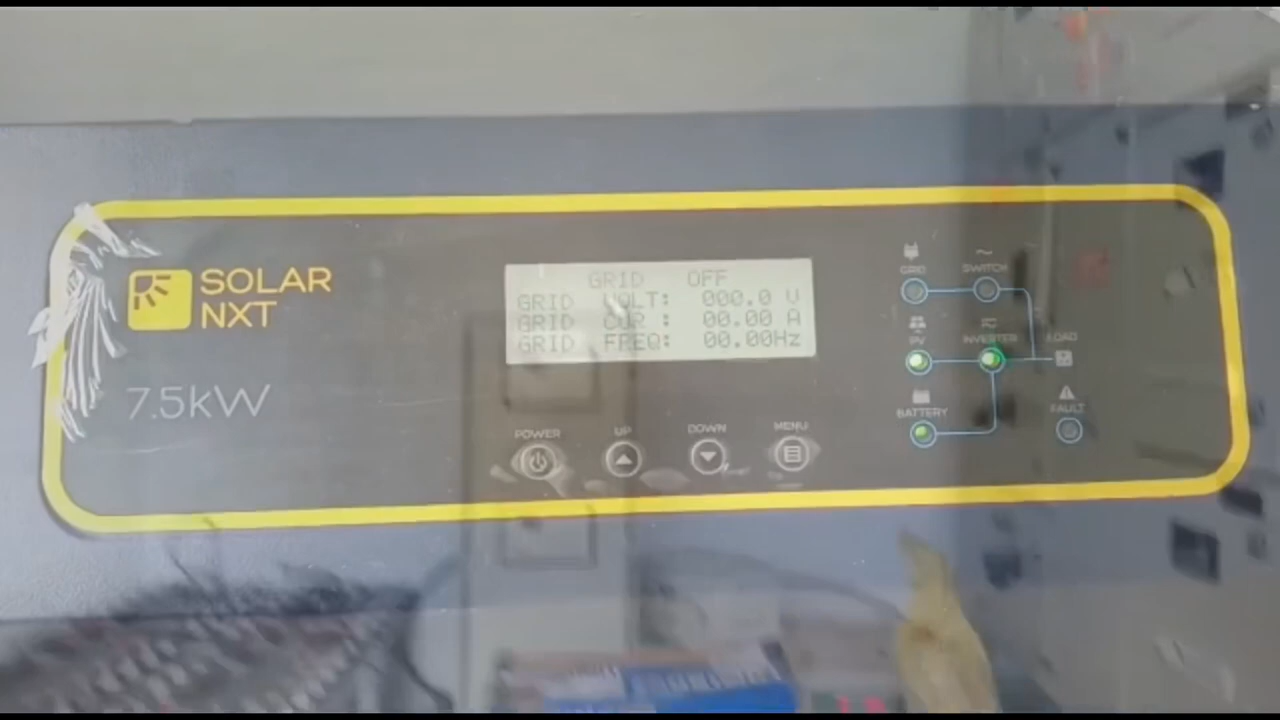 SOLAR
NXT
7.5kW
GRID OFF
GRID VOLT: 000.0 V
GRID CUR : 00.00 A
GRID FREQ: 00.00Hz
POWER
UP
DOWN
MENU
GRID
SWITCH
PV
INVERTER
LOAD
BATTERY
FAULT